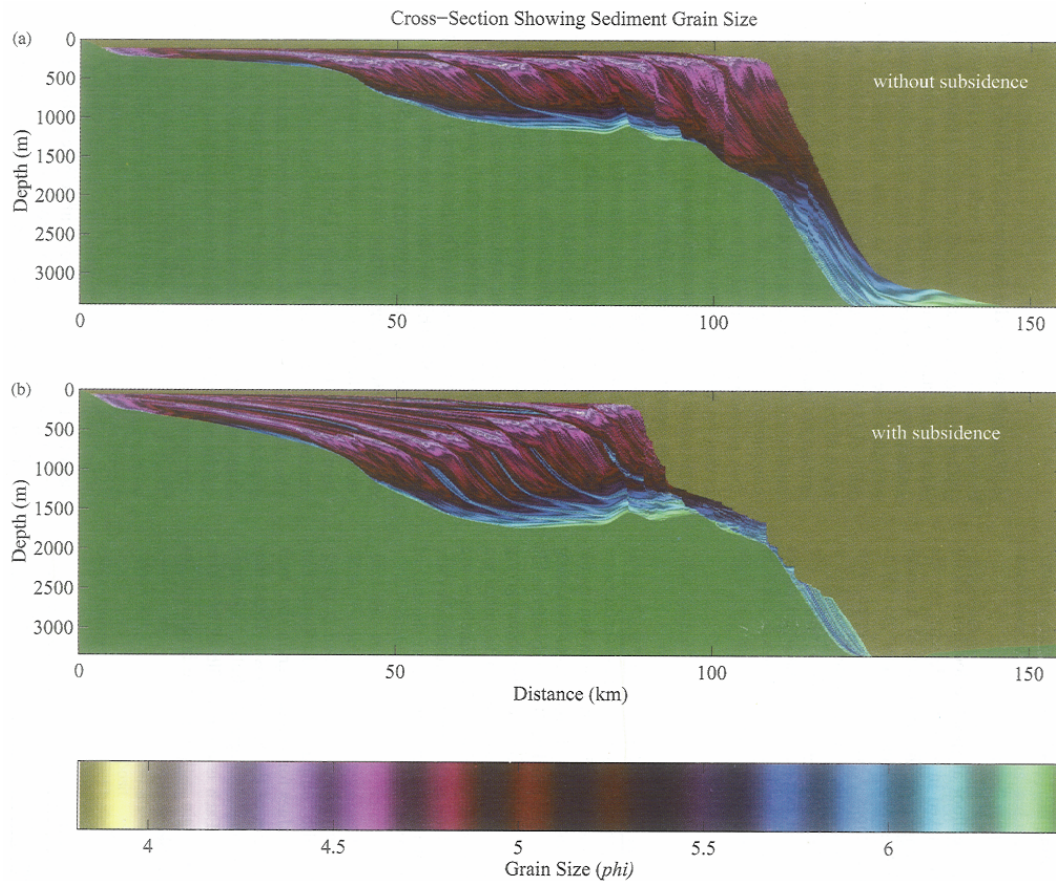 Cross-Section Showing Sediment Grain Size
(a)
without subsidence
Depth (m)
0
500
1000
1500
2000
2500
3000
0 50 100 150
(b)
with subsidence
Depth (m)
0
500
1000
1500
2000
2500
3000
0 50 100 150
Distance (km)
4 4.5 5 5.5 6
Grain Size (phi)